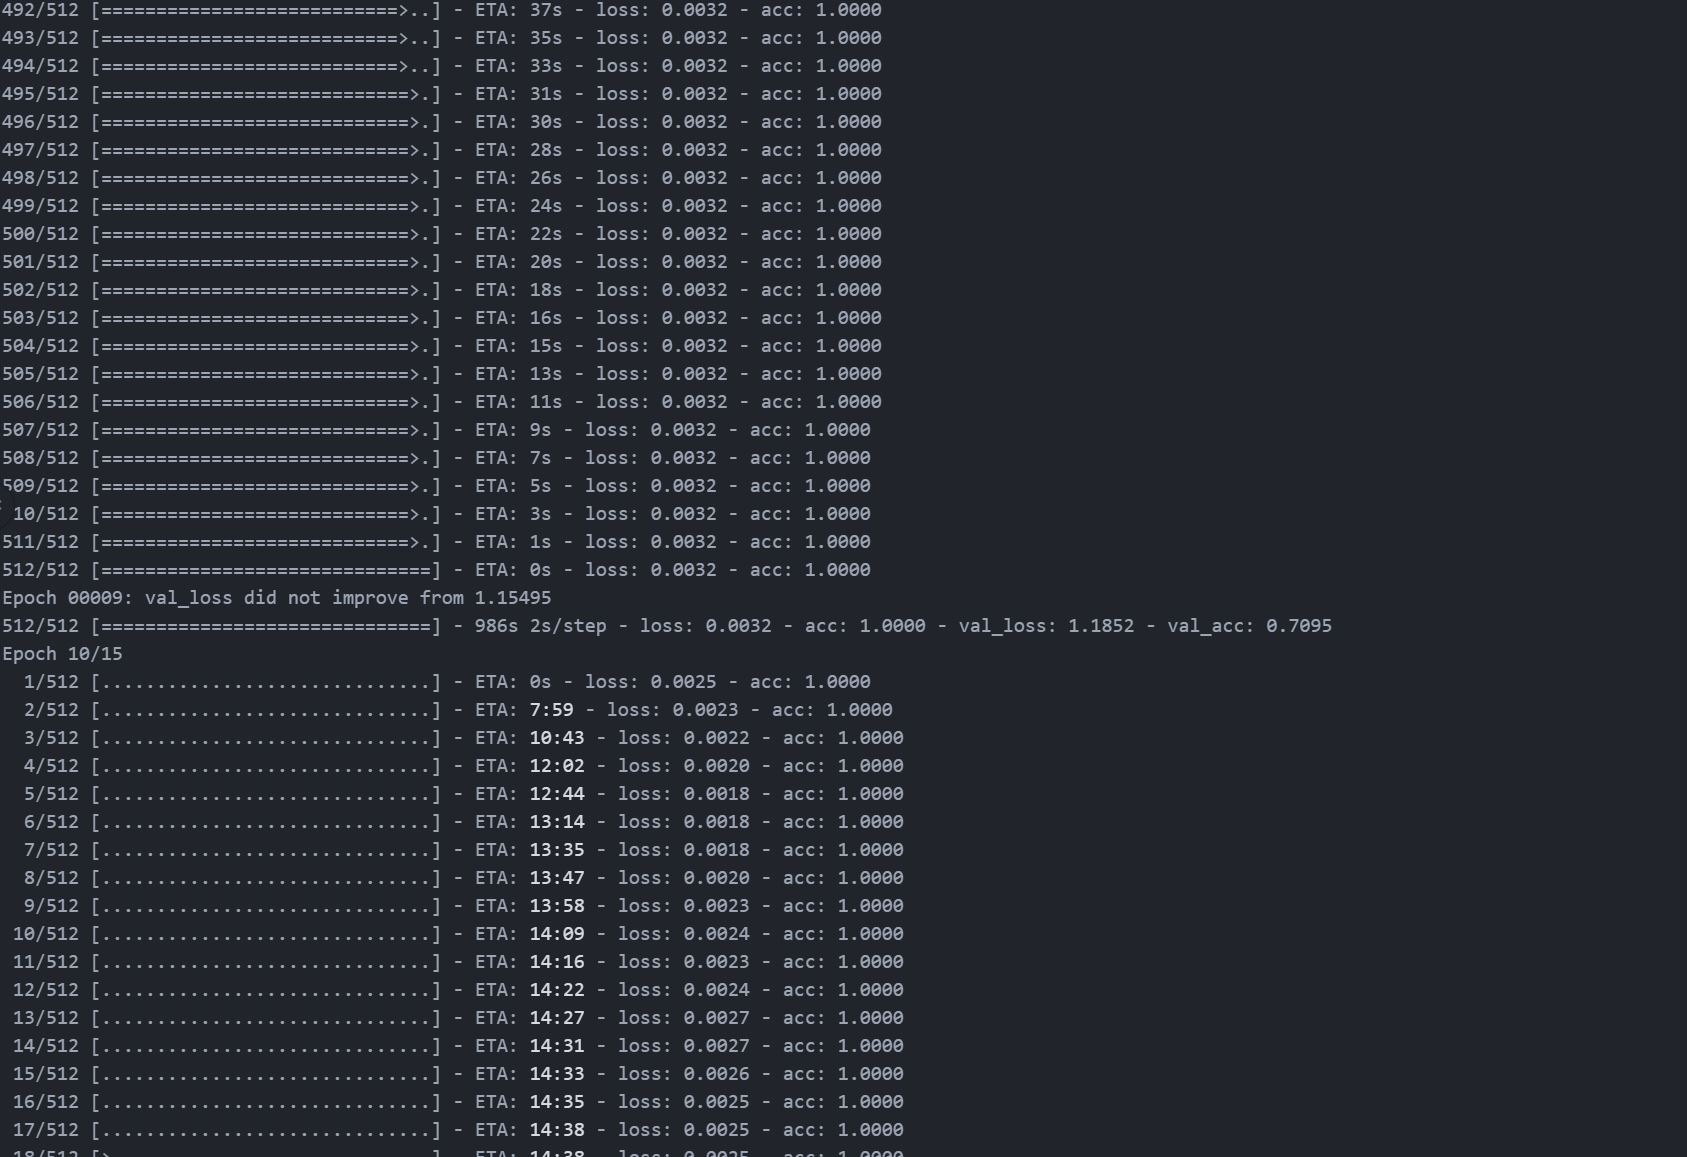 492/512 [===========================>..] - ETA: 37s - loss: 0.0032 - acc: 1.0000
493/512 [===========================>..] - ETA: 35s - loss: 0.0032 - acc: 1.0000
494/512 [===========================>..] - ETA: 33s - loss: 0.0032 - acc: 1.0000
495/512 [============================>.] - ETA: 31s - loss: 0.0032 - acc: 1.0000
496/512 [============================>.] - ETA: 30s - loss: 0.0032 - acc: 1.0000
497/512 [============================>.] - ETA: 28s - loss: 0.0032 - acc: 1.0000
498/512 [============================>.] - ETA: 26s - loss: 0.0032 - acc: 1.0000
499/512 [============================>.] - ETA: 24s - loss: 0.0032 - acc: 1.0000
500/512 [============================>.] - ETA: 22s - loss: 0.0032 - acc: 1.0000
501/512 [============================>.] - ETA: 20s - loss: 0.0032 - acc: 1.0000
502/512 [============================>.] - ETA: 18s - loss: 0.0032 - acc: 1.0000
503/512 [============================>.] - ETA: 16s - loss: 0.0032 - acc: 1.0000
504/512 [============================>.] - ETA: 15s - loss: 0.0032 - acc: 1.0000
505/512 [============================>.] - ETA: 13s - loss: 0.0032 - acc: 1.0000
506/512 [============================>.] - ETA: 11s - loss: 0.0032 - acc: 1.0000
507/512 [============================>.] - ETA: 9s - loss: 0.0032 - acc: 1.0000
508/512 [============================>.] - ETA: 7s - loss: 0.0032 - acc: 1.0000
509/512 [============================>.] - ETA: 5s - loss: 0.0032 - acc: 1.0000
10/512 [============================>.] - ETA: 3s - loss: 0.0032 - acc: 1.0000
511/512 [============================>.] - ETA: 1s - loss: 0.0032 - acc: 1.0000
512/512 [==============================] - ETA: 0s - loss: 0.0032 - acc: 1.0000
Epoch 00009: val_loss did not improve from 1.15495
512/512 [==============================] - 986s 2s/step - loss: 0.0032 - acc: 1.0000 - val_loss: 1.1852 - val_acc: 0.7095
Epoch 10/15
1/512 [..............................] - ETA: 0s - loss: 0.0025 - acc: 1.0000
2/512 [..............................] - ETA: 7:59 - loss: 0.0023 - acc: 1.0000
3/512 [..............................] - ETA: 10:43 - loss: 0.0022 - acc: 1.0000
4/512 [..............................] - ETA: 12:02 - loss: 0.0020 - acc: 1.0000
5/512 [..............................] - ETA: 12:44 - loss: 0.0018 - acc: 1.0000
6/512 [..............................] - ETA: 13:14 - loss: 0.0018 - acc: 1.0000
7/512 [..............................] - ETA: 13:35 - loss: 0.0018 - acc: 1.0000
8/512 [..............................] - ETA: 13:47 - loss: 0.0020 - acc: 1.0000
9/512 [..............................] - ETA: 13:58 - loss: 0.0023 - acc: 1.0000
10/512 [..............................] - ETA: 14:09 - loss: 0.0024 - acc: 1.0000
11/512 [..............................] - ETA: 14:16 - loss: 0.0023 - acc: 1.0000
12/512 [..............................] - ETA: 14:22 - loss: 0.0024 - acc: 1.0000
13/512 [..............................] - ETA: 14:27 - loss: 0.0027 - acc: 1.0000
14/512 [..............................] - ETA: 14:31 - loss: 0.0027 - acc: 1.0000
15/512 [..............................] - ETA: 14:33 - loss: 0.0026 - acc: 1.0000
16/512 [..............................] - ETA: 14:35 - loss: 0.0025 - acc: 1.0000
17/512 [..............................] - ETA: 14:38 - loss: 0.0025 - acc: 1.0000